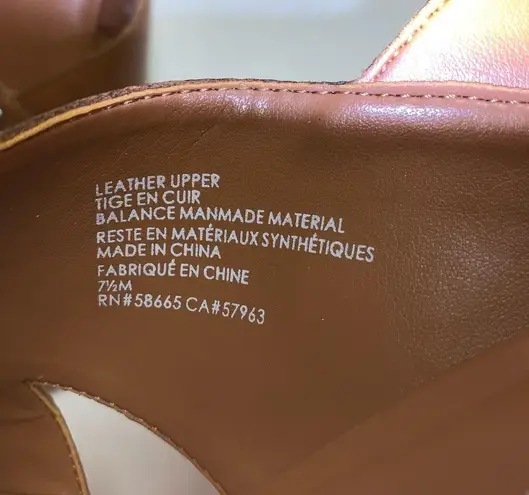 LEATHER UPPER
TIGE EN CUIR
BALANCE MANMADE MATERIAL
RESTE EN MATÉRIAUX SYNTHÉTIQUES
MADE IN CHINA
FABRIQUÉ EN CHINE
7½M
RN#58665 CA#57963